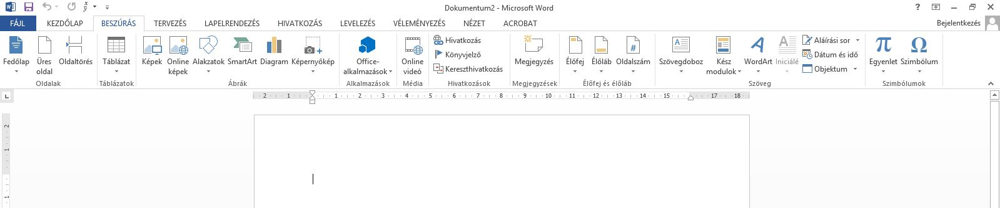 Dokumentum2 - Microsoft Word
FÁJL KEZDŐLAP BESZÚRÁS TERVEZÉS LAPELRENDEZÉS HIVATKOZÁS LEVELEZÉS VÉLEMÉNYEZÉS NÉZET ACROBAT Bejelentkezés
Fedőlap
Üres
oldal
Oldaltörés
Oldalak
Táblázat
Táblázatok
Képek
Online
képek
Alakzatok
SmartArt
Diagram
Képernyőkép
Ábrák
Office-
alkalmazások
Alkalmazások
Online
videó
Média
Hivatkozás
Könyvjelző
Kereszthivatkozás
Hivatkozások
Megjegyzés
Megjegyzések
Élőfej
Élőláb
Oldalszám
Élőfej és élőláb
Szövegdoboz
Kész
modulok
WordArt
Iniciálé
Aláírási sor
Dátum és idő
Objektum
Szöveg
Egyenlet
Szimbólum
Szimbólumok
2 1 1 2 3 4 5 6 7 8 9 10 11 12 13 14 15 17 18
2
1
1